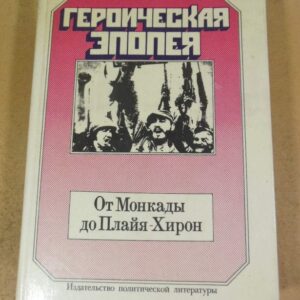 ГЕРОИЧЕСКАЯ
ЭПОПЕЯ
От Монкады
до Плайя-Хирон
Издательство политической литературы